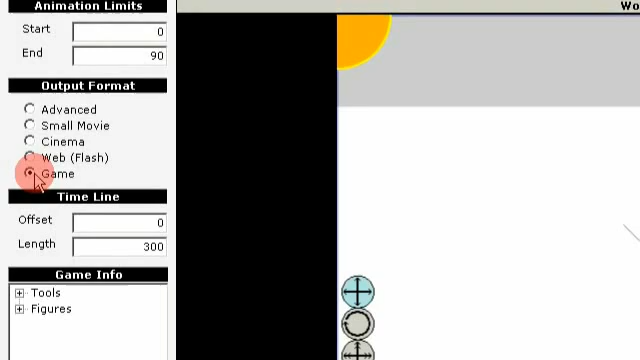 Animation Limits
Wo
Start 0
End 90
Output Format
Advanced
Small Movie
Cinema
Web (Flash)
Game
Time Line
Offset 0
Length 300
Game Info
Tools
Figures